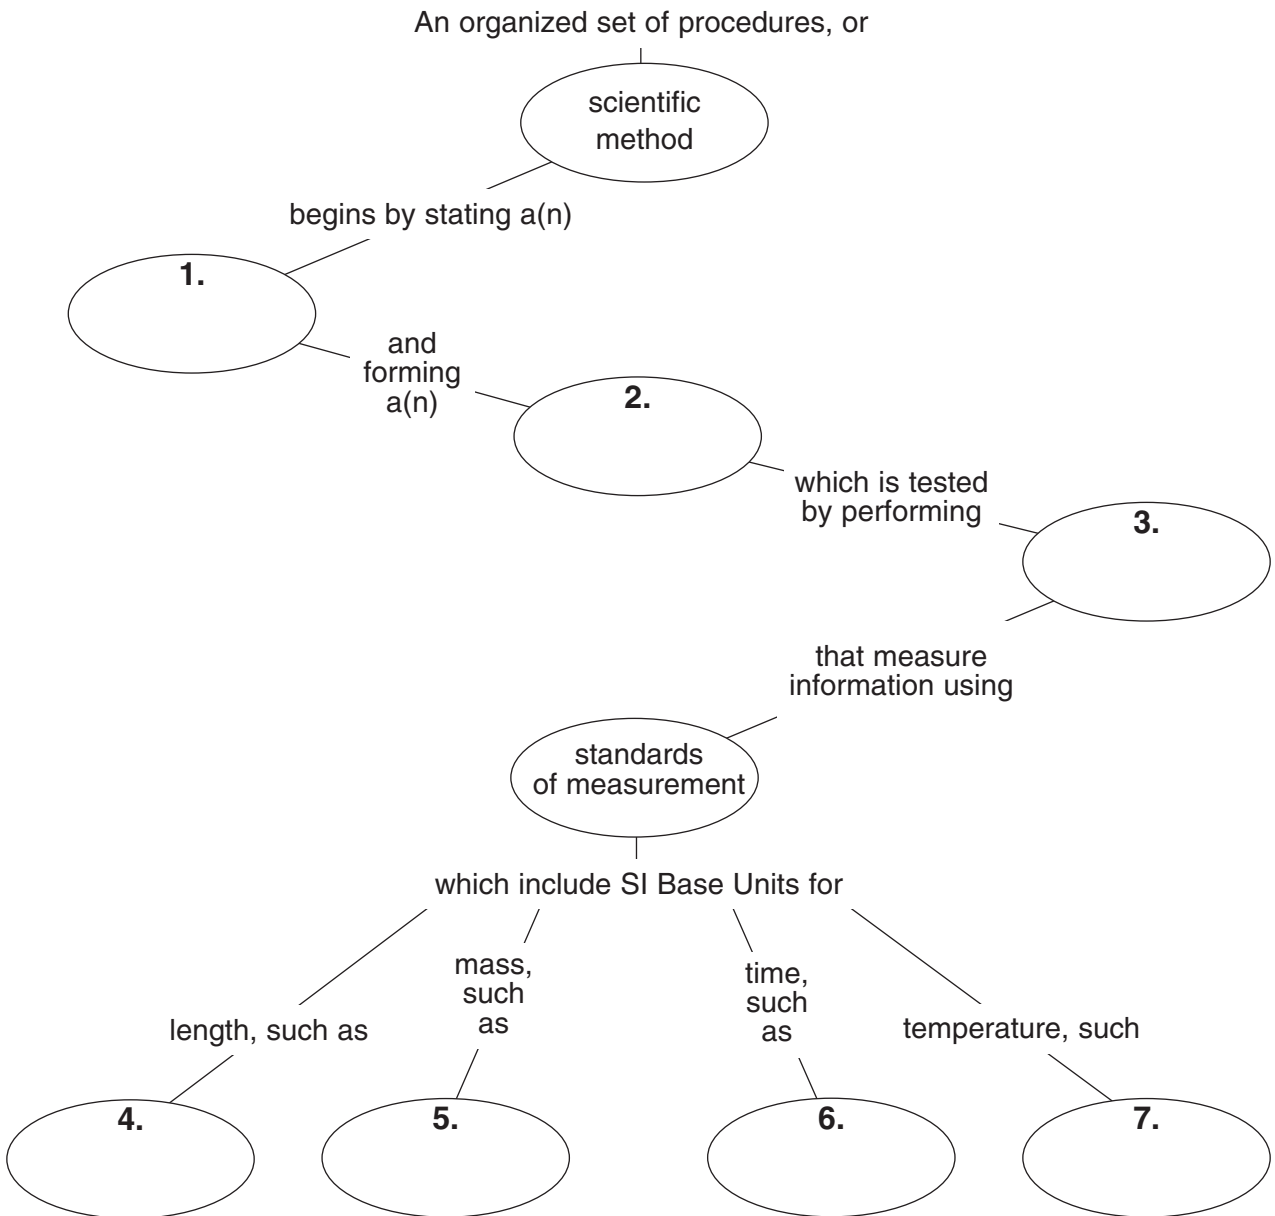 An organized set of procedures, or
scientific
method
begins by stating a(n)
1.
and
forming
a(n)
2.
which is tested
by performing
3.
that measure
information using
standards
of measurement
which include SI Base Units for
length, such as
mass,
such
as
time,
such
as
temperature, such
4.
5.
6.
7.